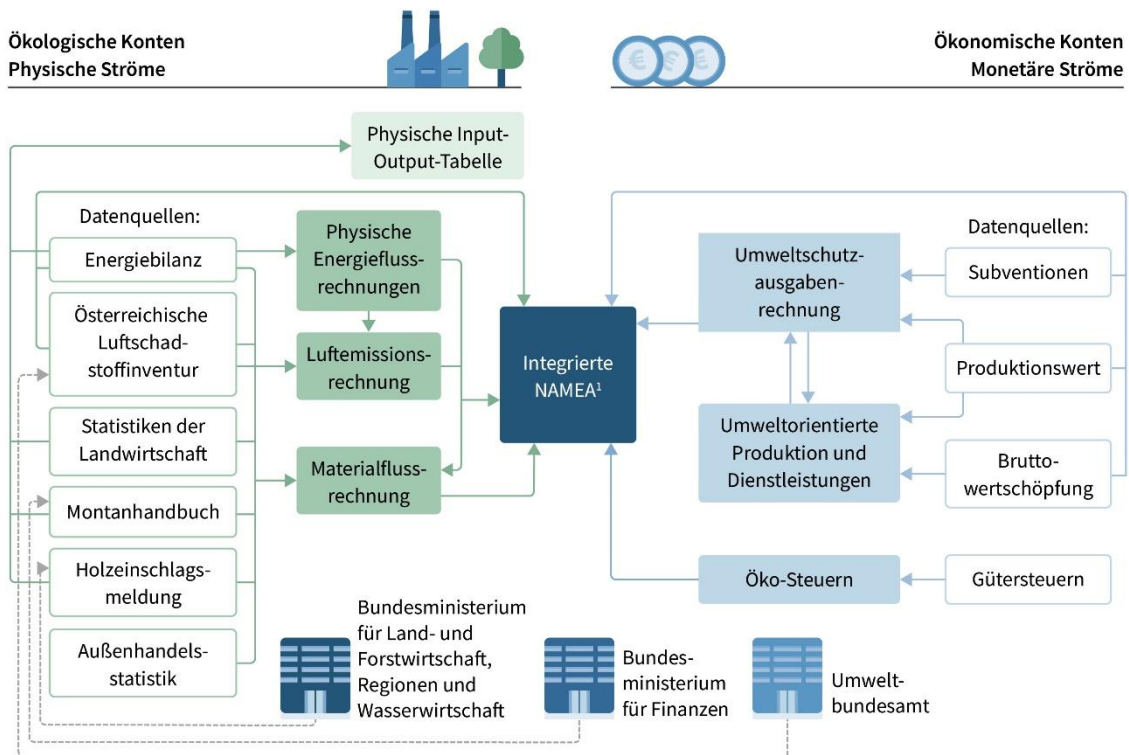 Ökologische Konten
Physische Ströme
Ökonomische Konten
Monetäre Ströme
Physische Input-
Output-Tabelle
Datenquellen:
Energiebilanz
Österreichische
Luftschad-
stoffinventur
Statistiken der
Landwirtschaft
Montanhandbuch
Holzeinschlags-
meldung
Außenhandels-
statistik
Physische
Energiefluss-
rechnungen
Luftemissions-
rechnung
Materialfluss-
rechnung
Integrierte
NAMEA¹
Umweltschutz-
ausgaben-
rechnung
Umweltorientierte
Produktion und
Dienstleistungen
Öko-Steuern
Datenquellen:
Subventionen
Produktionswert
Brutto-
wertschöpfung
Gütersteuern
Bundesministerium
für Land- und
Forstwirtschaft,
Regionen und
Wasserwirtschaft
Bundes-
ministerium
für Finanzen
Umwelt-
bundesamt